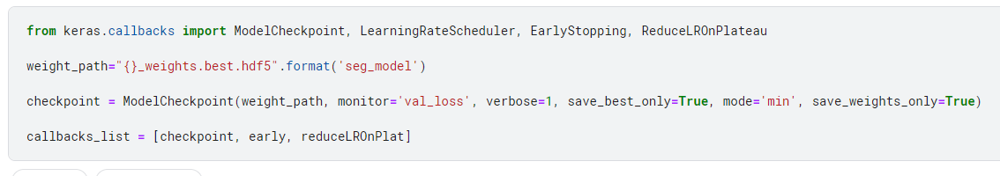 from keras.callbacks import ModelCheckpoint, LearningRateScheduler, EarlyStopping, ReduceLROnPlateau
weight_path="{}_weights.best.hdf5".format('seg_model')
checkpoint = ModelCheckpoint(weight_path, monitor='val_loss', verbose=1, save_best_only=True, mode='min', save_weights_only=True)
callbacks_list = [checkpoint, early, reduceLROnPlat]